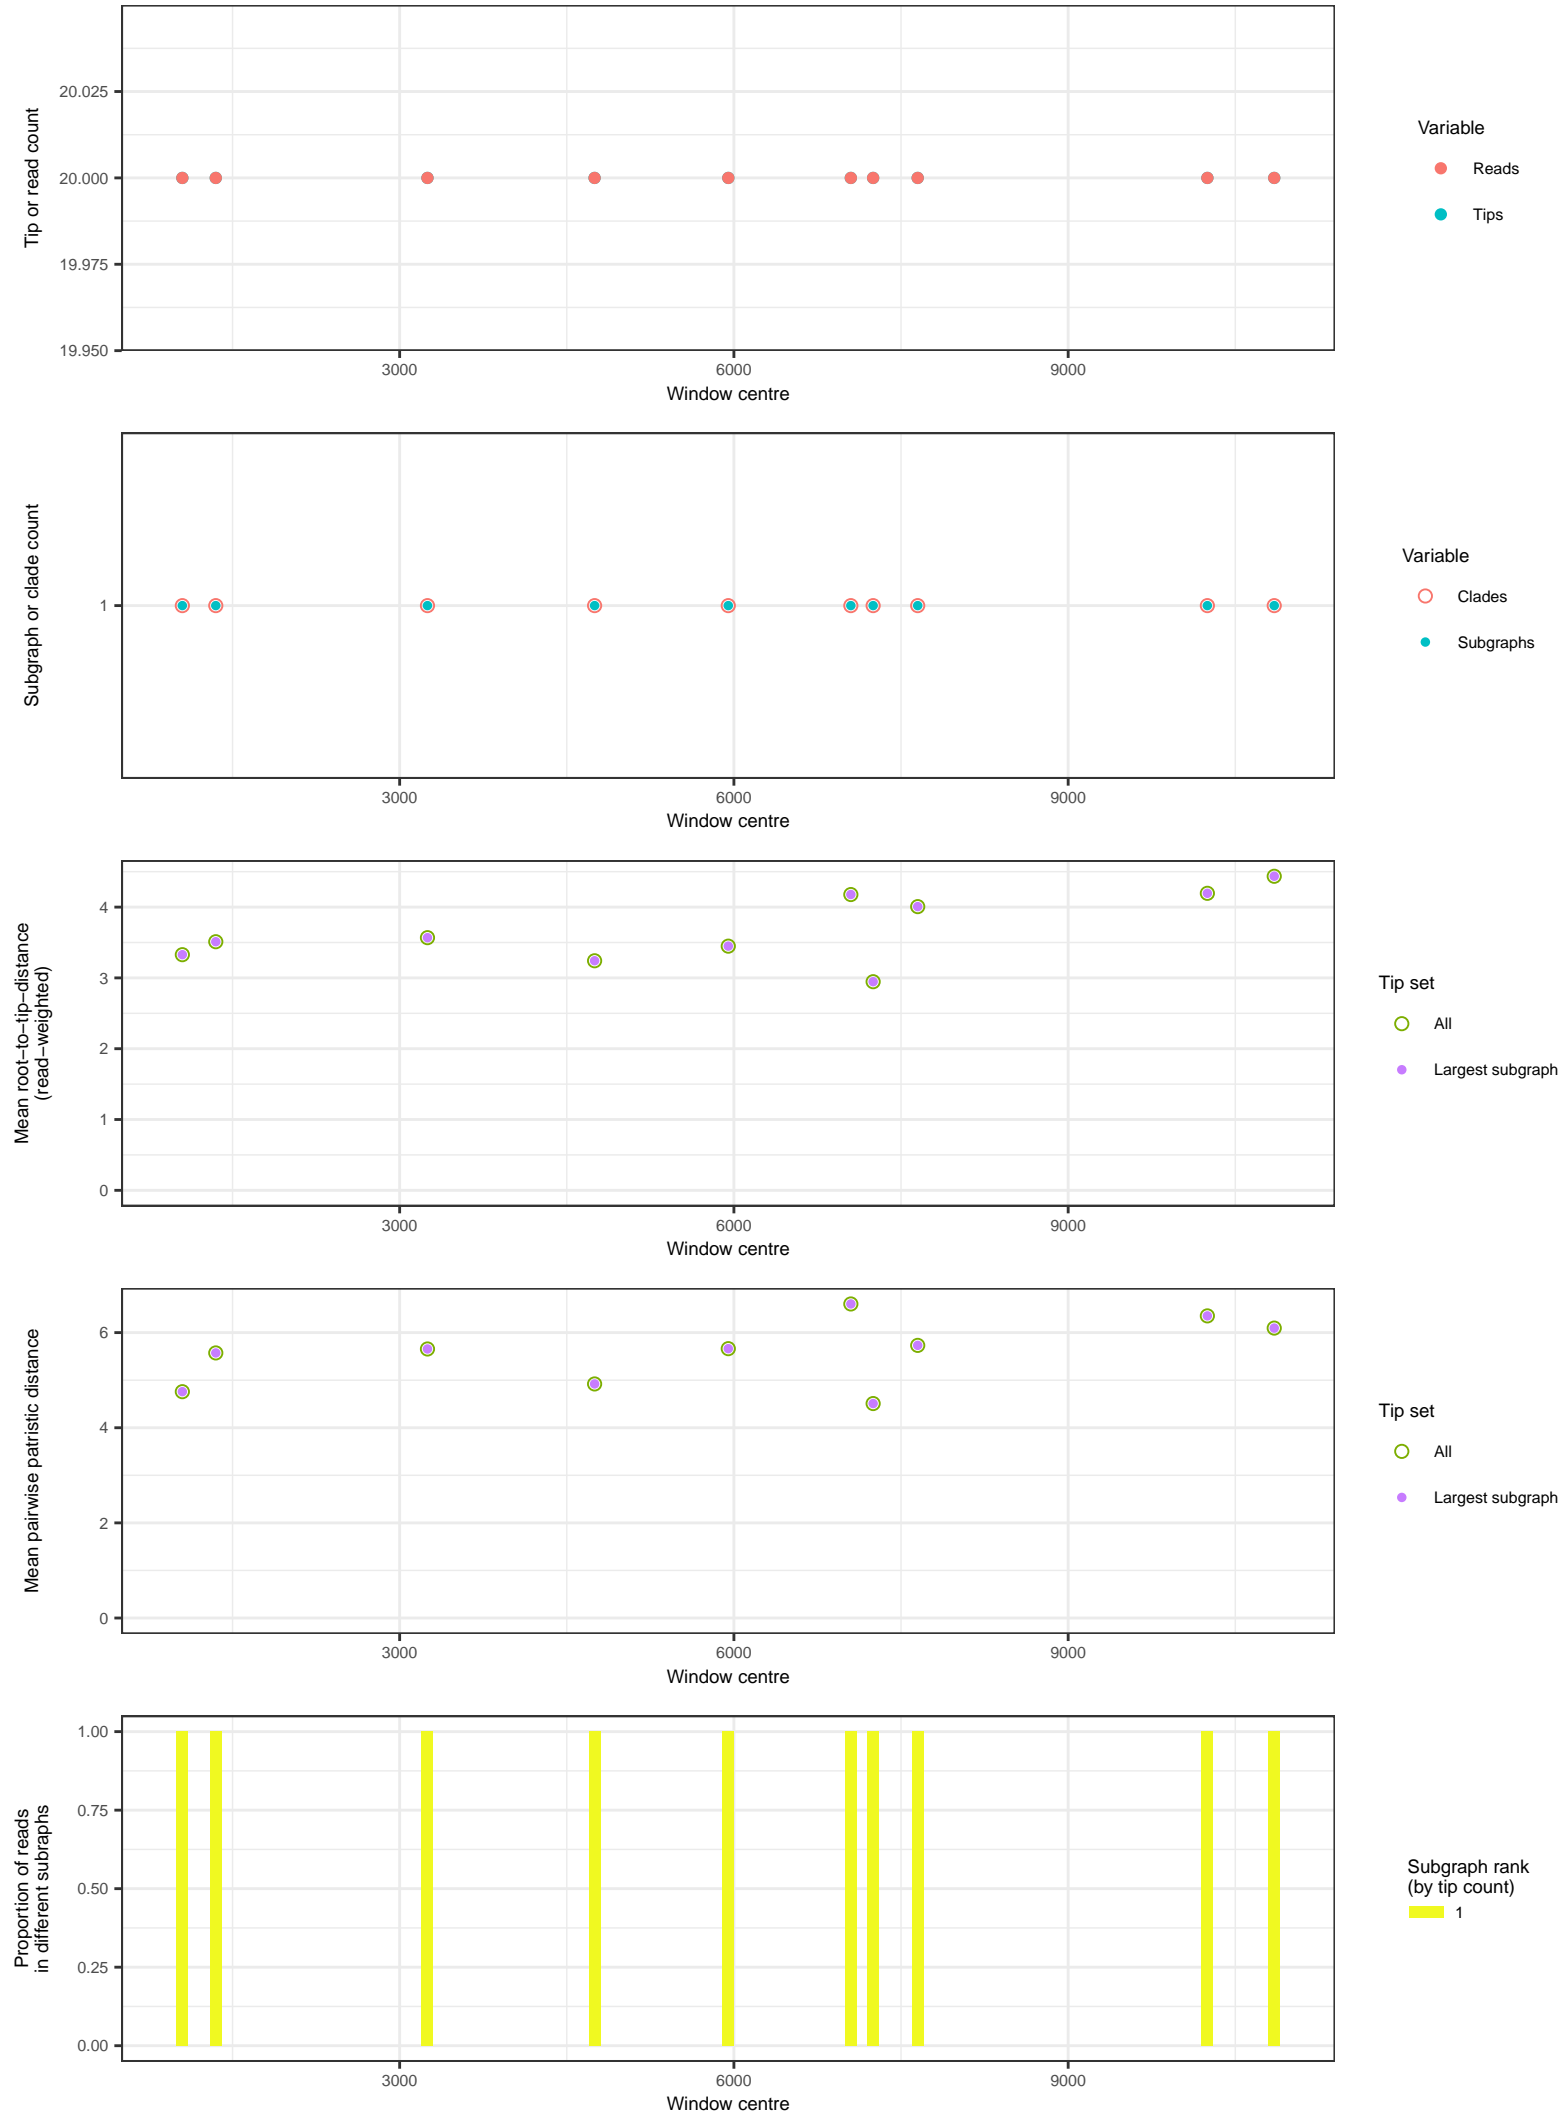 Tip or read count
20.025
20.000
19.975
19.950
3000 6000 9000
Window centre
Variable
Reads
Tips
Subgraph or clade count
1
3000 6000 9000
Window centre
Variable
Clades
Subgraphs
Mean root−to−tip−distance
(read−weighted)
4
3
2
1
0
3000 6000 9000
Window centre
Tip set
All
Largest subgraph
Mean pairwise patristic distance
6
4
2
0
3000 6000 9000
Window centre
Tip set
All
Largest subgraph
Proportion of reads
in different subraphs
1.00
0.75
0.50
0.25
0.00
3000 6000 9000
Window centre
Subgraph rank
(by tip count)
1